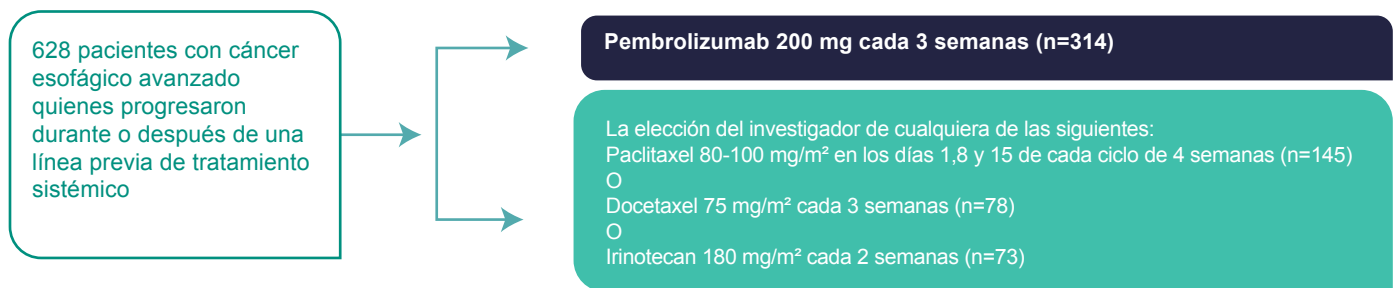 628 pacientes con cáncer
esofágico avanzado
quienes progresaron
durante o después de una
línea previa de tratamiento
sistémico
Pembrolizumab 200 mg cada 3 semanas (n=314)
La elección del investigador de cualquiera de las siguientes:
Paclitaxel 80-100 mg/m² en los días 1,8 y 15 de cada ciclo de 4 semanas (n=145)
O
Docetaxel 75 mg/m² cada 3 semanas (n=78)
O
Irinotecan 180 mg/m² cada 2 semanas (n=73)